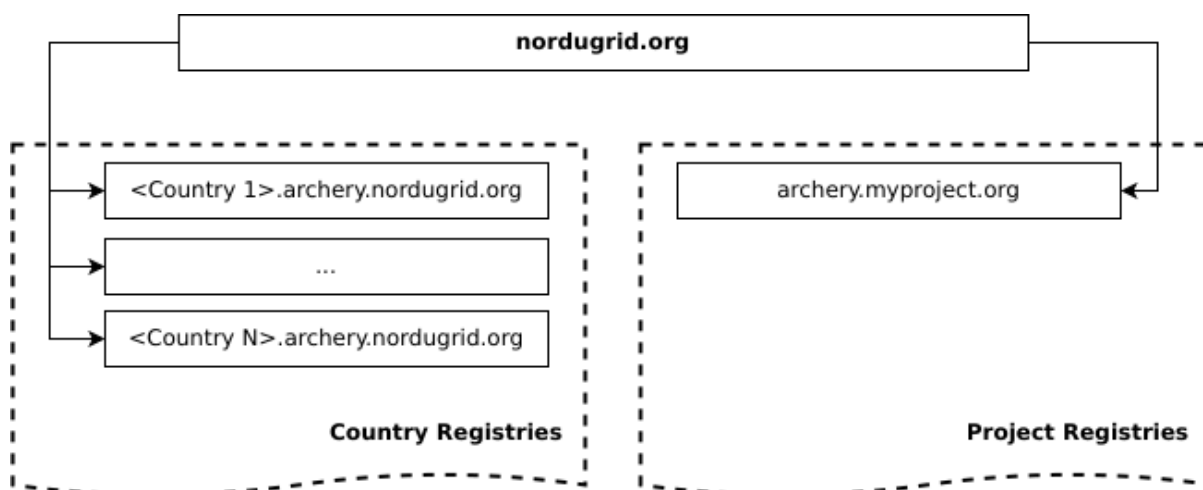 nordugrid.org
<Country 1>.archery.nordugrid.org
...
<Country N>.archery.nordugrid.org
Country Registries
archery.myproject.org
Project Registries